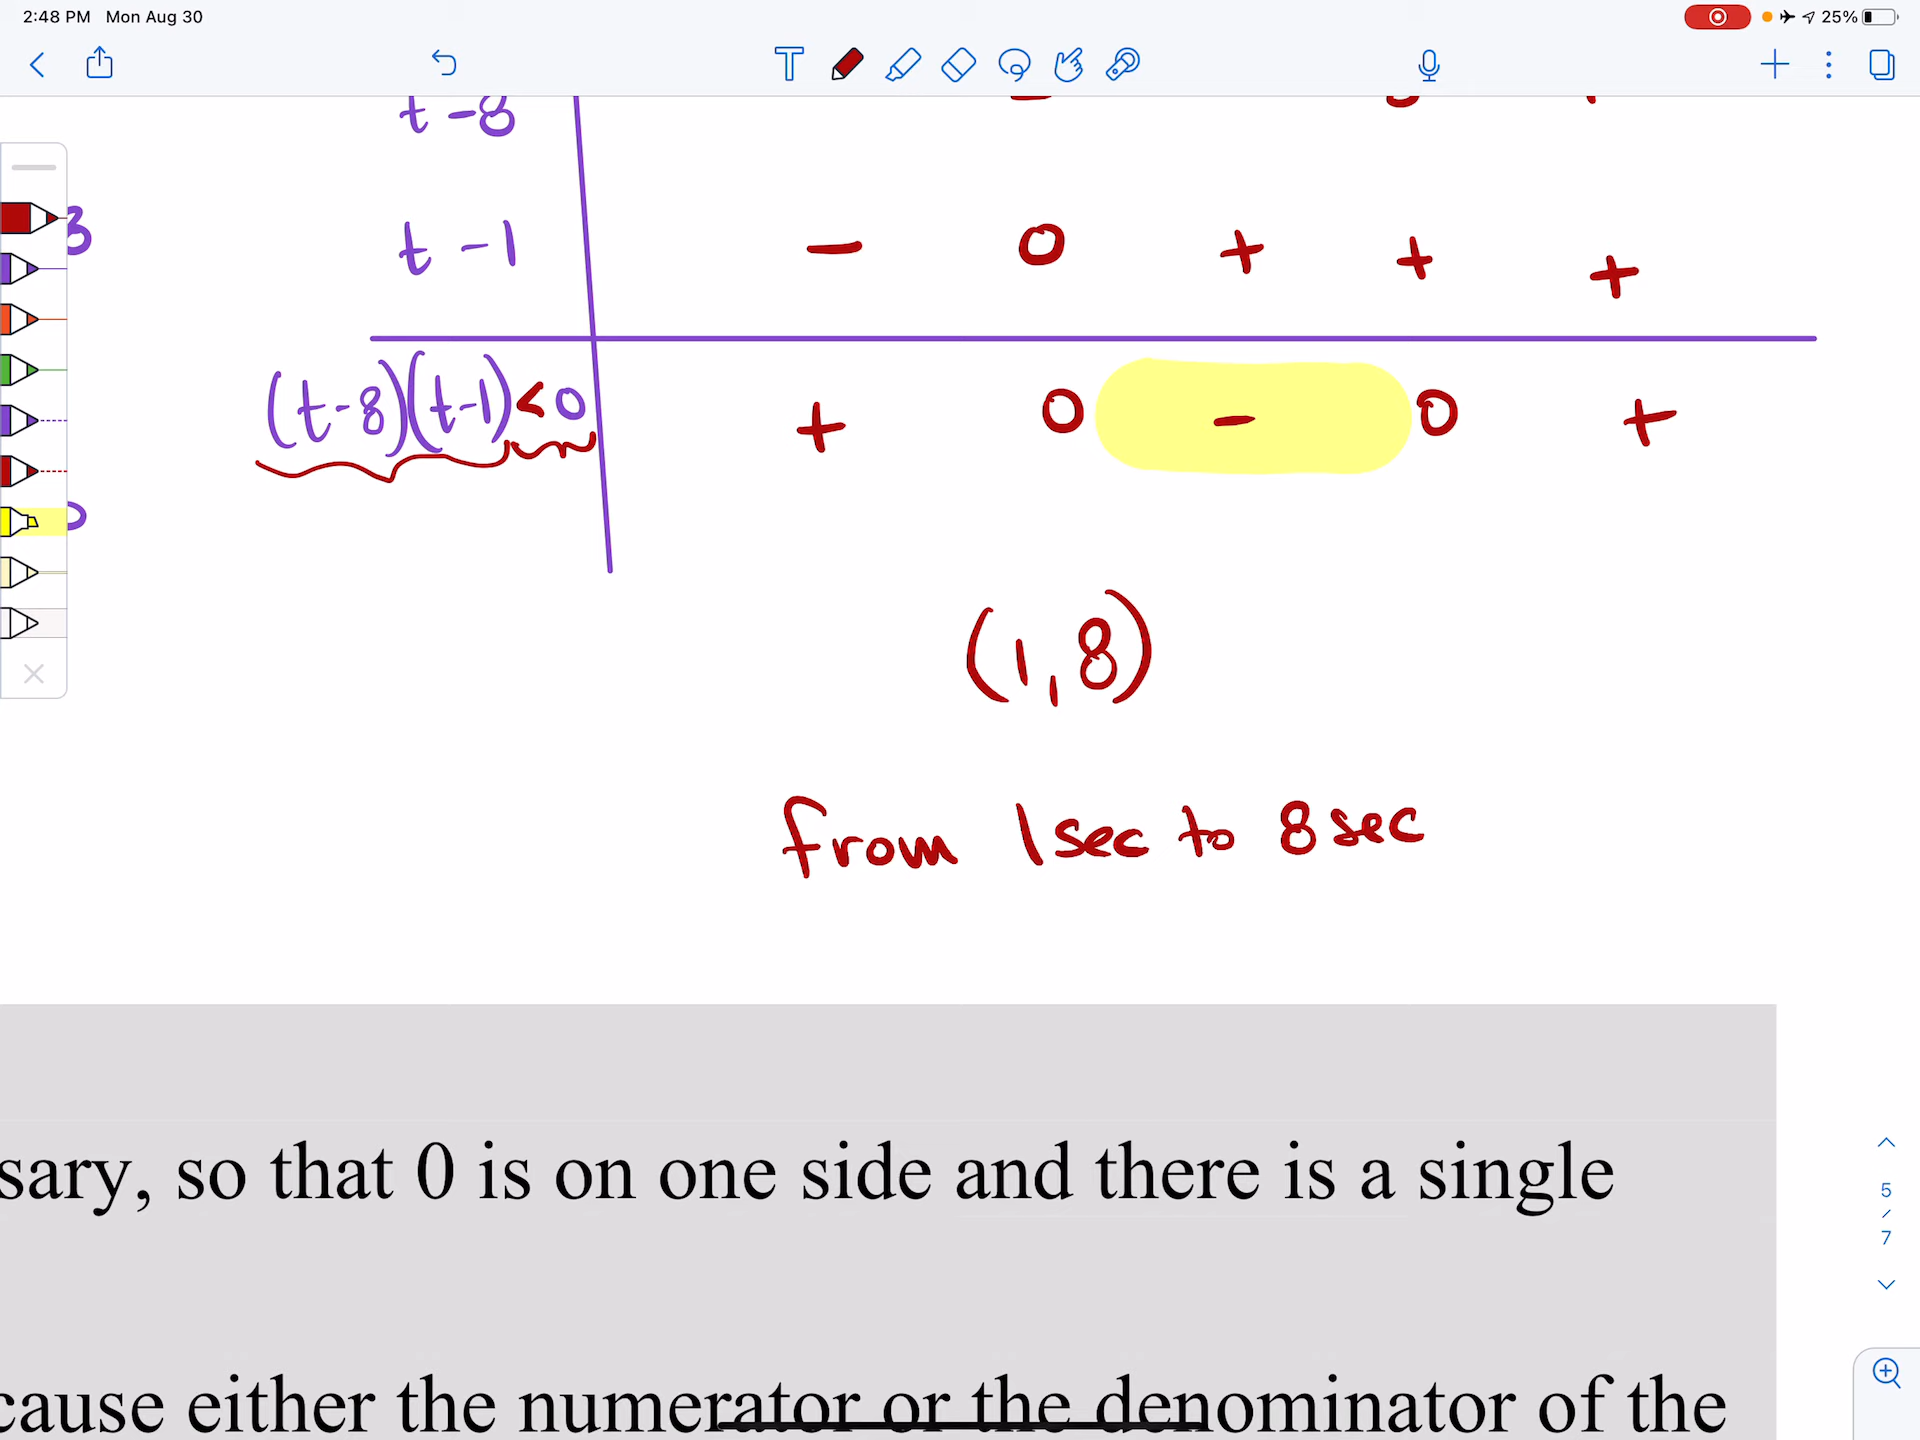 2:48 PM Mon Aug 30
25%
T
t - 8
3
t - 1 - 0 + + +
(t-8)(t-1) < 0 + 0 - 0 +
(1,8)
from 1 sec to 8 sec
sary, so that 0 is on one side and there is a single
5
/
7
cause either the numerator or the denominator of the